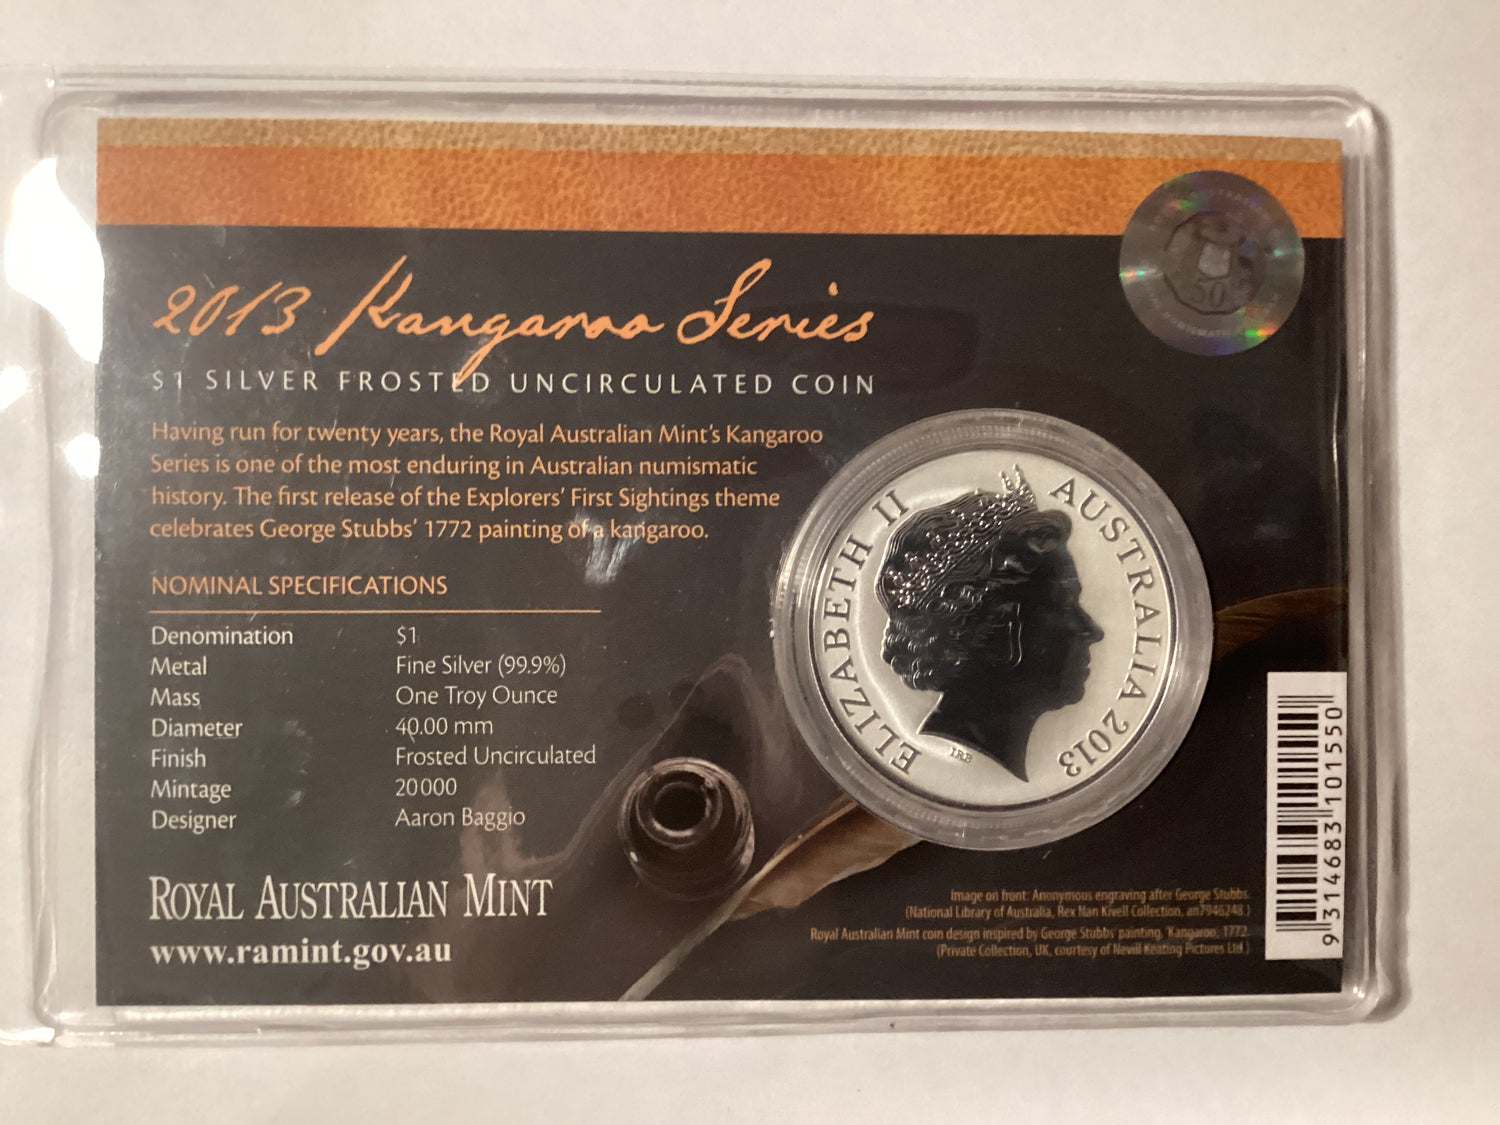 2013 Kangaroo Series
$1 SILVER FROSTED UNCIRCULATED COIN
Having run for twenty years, the Royal Australian Mint's Kangaroo
Series is one of the most enduring in Australian numismatic
history. The first release of the Explorers' First Sightings theme
celebrates George Stubbs' 1772 painting of a kangaroo.
NOMINAL SPECIFICATIONS
Denomination $1
Metal Fine Silver (99.9%)
Mass One Troy Ounce
Diameter 40.00 mm
Finish Frosted Uncirculated
Mintage 20000
Designer Aaron Baggio
ROYAL AUSTRALIAN MINT
www.ramint.gov.au
50
ELIZABETH II
AUSTRALIA 2013
IRB
Image on front: Anonymous engraving after George Stubbs.
(National Library of Australia, Rex Nan Kivell Collection, an7946248.)
Royal Australian Mint coin design inspired by George Stubbs' painting, 'Kangaroo', 1772.
(Private Collection, UK, courtesy of Nevill Keating Pictures Ltd.)
9 314683 101550